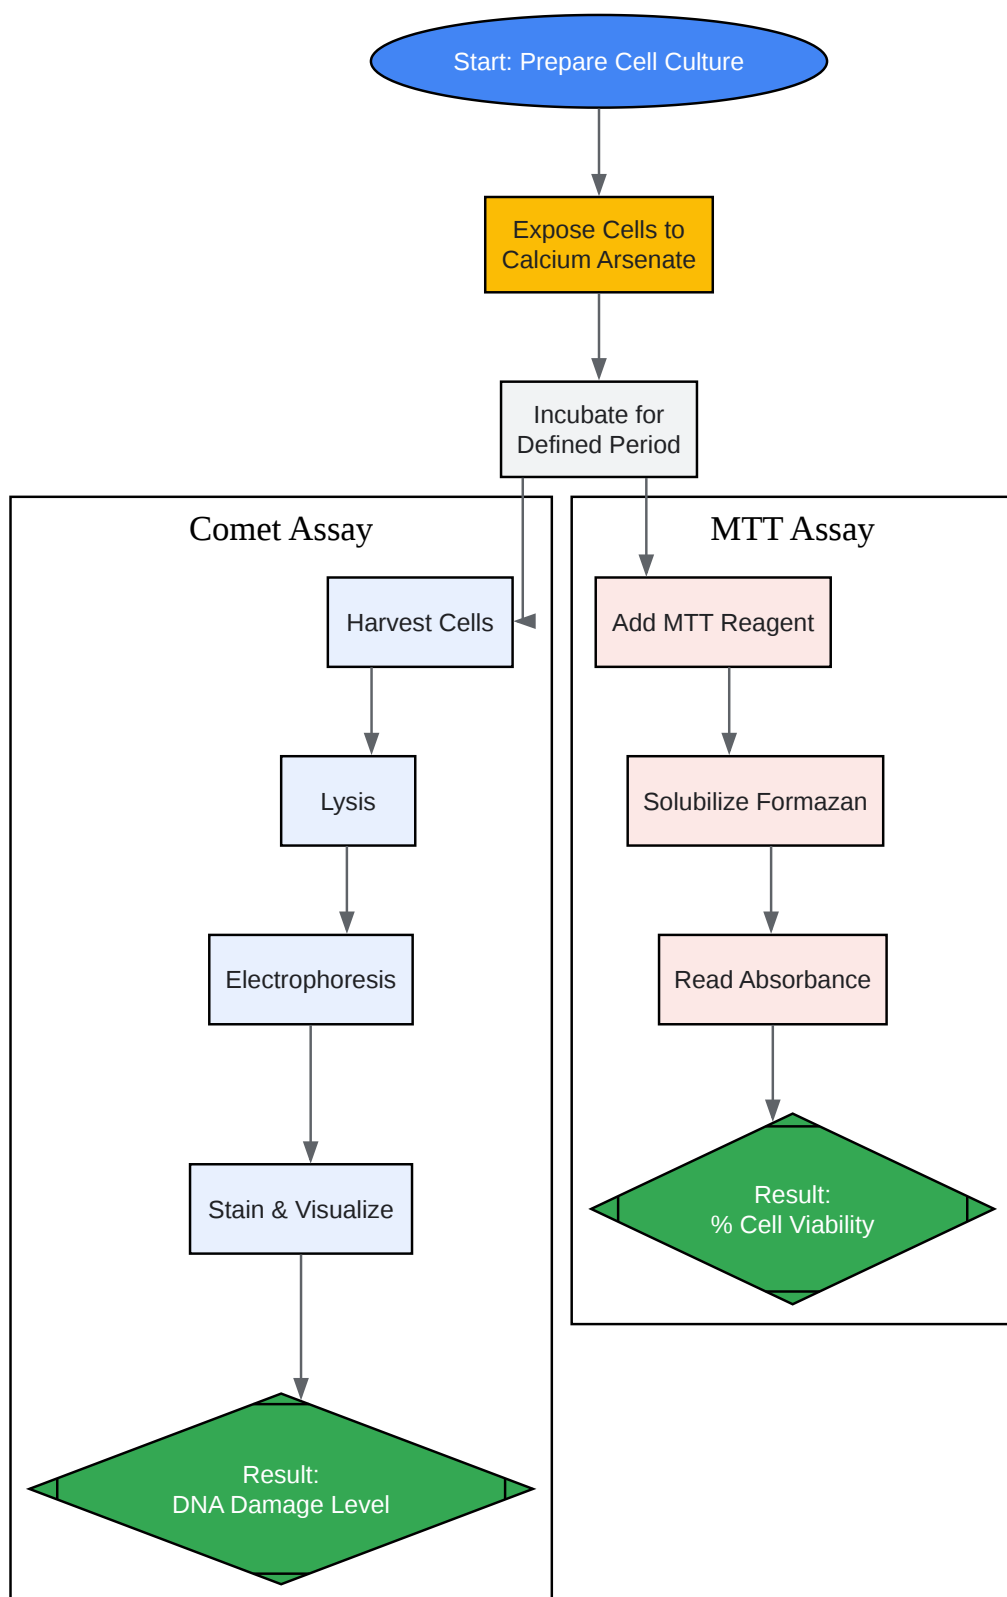 Start: Prepare Cell Culture
Expose Cells to
Calcium Arsenate
Incubate for
Defined Period
Comet Assay
Harvest Cells
Lysis
Electrophoresis
Stain & Visualize
Result:
DNA Damage Level
MTT Assay
Add MTT Reagent
Solubilize Formazan
Read Absorbance
Result:
% Cell Viability